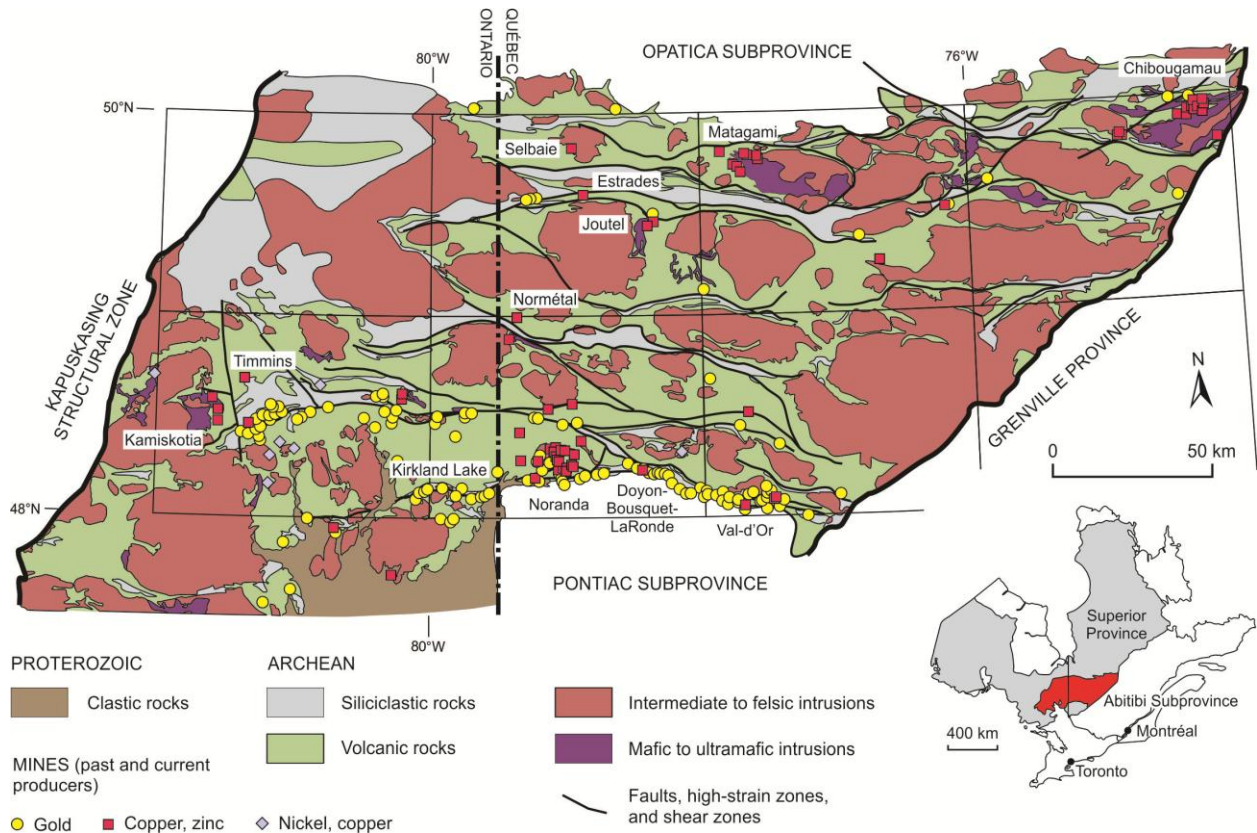 ONTARIO
QUÉBEC
80°W
OPATICA SUBPROVINCE
76°W
Chibougamau
50°N
Selbaie
Matagami
Estrades
Joutel
Normétal
KAPUSKASING
STRUCTURAL ZONE
Timmins
GRENVILLE PROVINCE
N
Kamiskotia
0
50 km
Kirkland Lake
48°N
Noranda
Doyon-
Bousquet-
LaRonde
Val-d'Or
PONTIAC SUBPROVINCE
80°W
Superior
Province
Abitibi Subprovince
400 km
Montréal
Toronto
PROTEROZOIC
Clastic rocks
ARCHEAN
Siliciclastic rocks
Volcanic rocks
Intermediate to felsic intrusions
Mafic to ultramafic intrusions
MINES (past and current
producers)
Gold
Copper, zinc
Nickel, copper
Faults, high-strain zones,
and shear zones